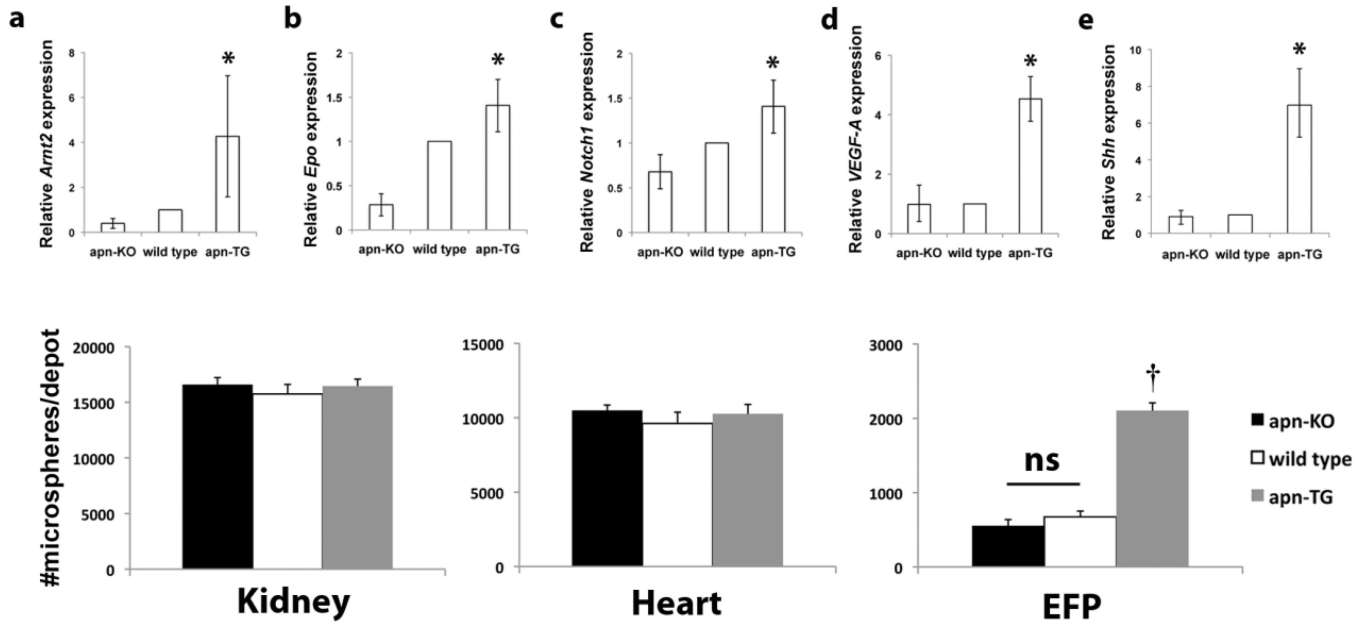 a
Relative Arnt2 expression
8
6
4
2
0
apn-KO wild type apn-TG
*
b
Relative Epo expression
2
1.5
1
0.5
0
apn-KO wild type apn-TG
*
c
Relative Notch1 expression
2
1.5
1
0.5
0
apn-KO wild type apn-TG
*
d
Relative VEGF-A expression
6
4
2
0
apn-KO wild type apn-TG
*
e
Relative Shh expression
10
8
6
4
2
0
apn-KO wild type apn-TG
*
#microspheres/depot
20000
15000
10000
5000
0
Kidney
15000
10000
5000
0
Heart
3000
2000
1000
0
ns
†
EFP
apn-KO
wild type
apn-TG